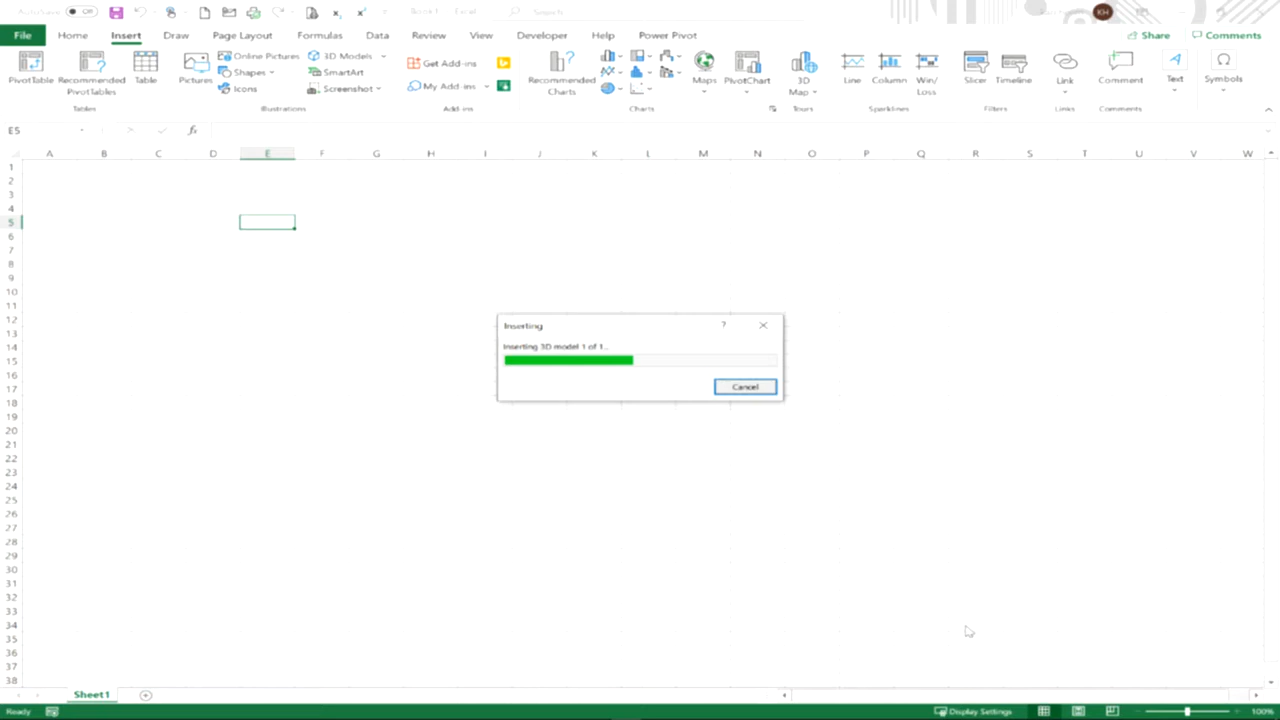 AutoSave Off Excel Search KH
File Home Insert Draw Page Layout Formulas Data Review View Developer Help Power Pivot Share Comments
PivotTable Recommended PivotTables Table
Tables
Pictures Online Pictures Shapes Icons 3D Models SmartArt Screenshot
Illustrations
Get Add-ins
My Add-ins
Add-ins
Recommended Charts Maps PivotChart
Charts
3D Map
Tours
Line Column Win/Loss
Sparklines
Slicer Timeline
Filters
Link
Links
Comment
Comments
Text
Symbols
E5 fx
A B C D E F G H I J K L M N O P Q R S T U V W
1
2
3
4
5
6
7
8
9
10
11
12
13
14
15
16
17
18
19
20
21
22
23
24
25
26
27
28
29
30
31
32
33
34
35
36
37
38
Inserting ?
Inserting 3D model 1 of 1...
Cancel
Sheet1
Ready Display Settings 100%